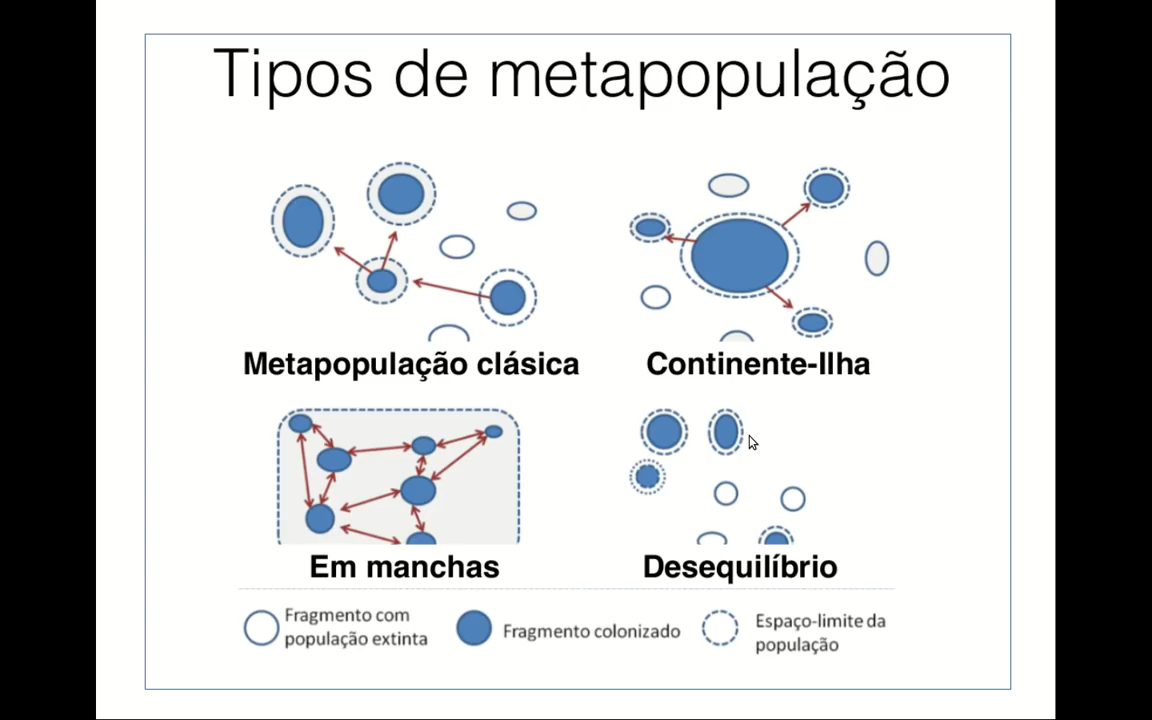 Tipos de metapopulação
Metapopulação clásica
Continente-Ilha
Em manchas
Desequilíbrio
Fragmento com
população extinta
Fragmento colonizado
Espaço-limite da
população